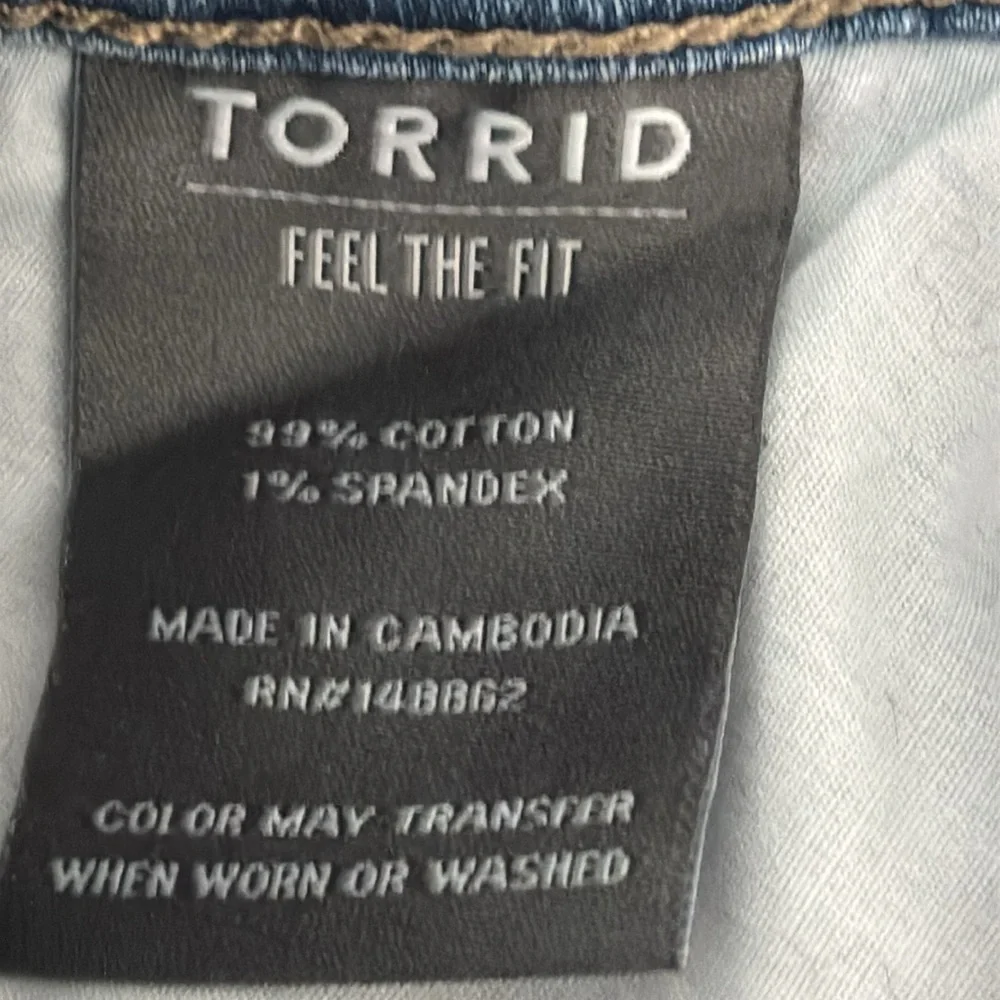 TORRID
FEEL THE FIT
99% COTTON
1% SPANDEX
MADE IN CAMBODIA
RN#148862
COLOR MAY TRANSFER
WHEN WORN OR WASHED